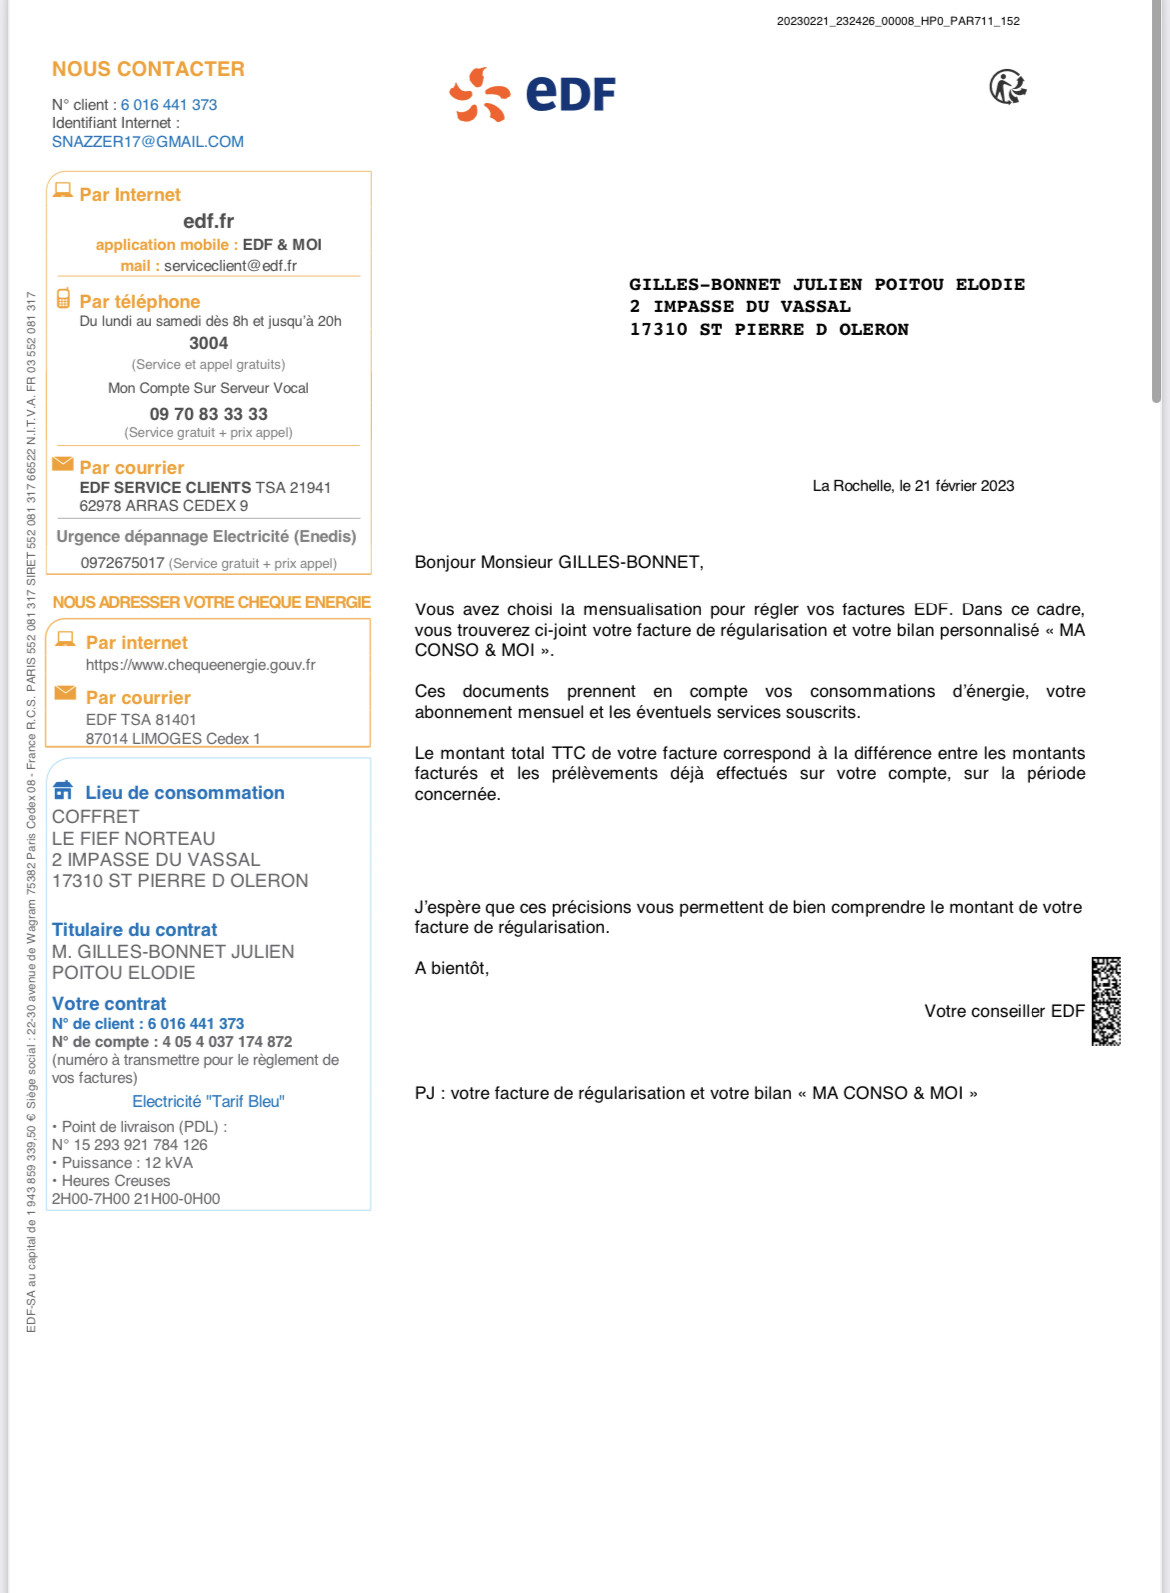 20230221_232426_00008_HP0_PAR711_152
NOUS CONTACTER
N° client : 6 016 441 373
Identifiant Internet :
SNAZZER17@GMAIL.COM
eDF
Par Internet
edf.fr
application mobile : EDF & MOI
mail : serviceclient@edf.fr
Par téléphone
Du lundi au samedi dès 8h et jusqu'à 20h
3004
(Service et appel gratuits)
Mon Compte Sur Serveur Vocal
09 70 83 33 33
(Service gratuit + prix appel)
Par courrier
EDF SERVICE CLIENTS TSA 21941
62978 ARRAS CEDEX 9
Urgence dépannage Electricité (Enedis)
0972675017 (Service gratuit + prix appel)
NOUS ADRESSER VOTRE CHEQUE ENERGIE
Par internet
https://www.chequeenergie.gouv.fr
Par courrier
EDF TSA 81401
87014 LIMOGES Cedex 1
Lieu de consommation
COFFRET
LE FIEF NORTEAU
2 IMPASSE DU VASSAL
17310 ST PIERRE D OLERON
Titulaire du contrat
M. GILLES-BONNET JULIEN
POITOU ELODIE
Votre contrat
N° de client : 6 016 441 373
N° de compte : 4 05 4 037 174 872
(numéro à transmettre pour le règlement de
vos factures)
Electricité "Tarif Bleu"
• Point de livraison (PDL) :
N° 15 293 921 784 126
• Puissance : 12 kVA
• Heures Creuses
2H00-7H00 21H00-0H00
EDF-SA au capital de 1 943 859 339,50 € Siège social : 22-30 avenue de Wagram 75382 Paris Cedex 08 - France R.C.S. PARIS 552 081 317 SIRET 552 081 317 66522 N.I.T.V.A. FR 03 552 081 317
GILLES-BONNET JULIEN POITOU ELODIE
2 IMPASSE DU VASSAL
17310 ST PIERRE D OLERON
La Rochelle, le 21 février 2023
Bonjour Monsieur GILLES-BONNET,
Vous avez choisi la mensualisation pour régler vos factures EDF. Dans ce cadre,
vous trouverez ci-joint votre facture de régularisation et votre bilan personnalisé « MA
CONSO & MOI ».
Ces documents prennent en compte vos consommations d'énergie, votre
abonnement mensuel et les éventuels services souscrits.
Le montant total TTC de votre facture correspond à la différence entre les montants
facturés et les prélèvements déjà effectués sur votre compte, sur la période
concernée.
J'espère que ces précisions vous permettent de bien comprendre le montant de votre
facture de régularisation.
A bientôt,
Votre conseiller EDF
PJ : votre facture de régularisation et votre bilan « MA CONSO & MOI »